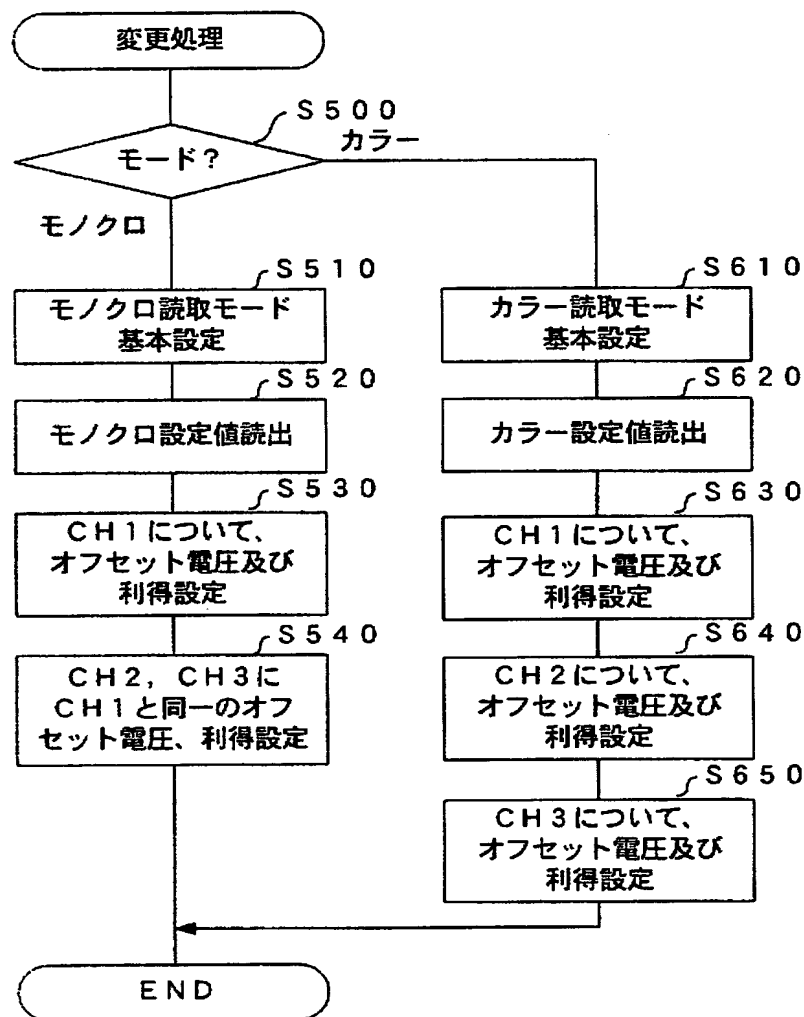 変更処理
S500
モード?
カラー
モノクロ
S510
モノクロ読取モード
基本設定
S520
モノクロ設定値読出
S530
CH1について、
オフセット電圧及び
利得設定
S540
CH2,CH3に
CH1と同一のオフ
セット電圧、利得設定
S610
カラー読取モード
基本設定
S620
カラー設定値読出
S630
CH1について、
オフセット電圧及び
利得設定
S640
CH2について、
オフセット電圧及び
利得設定
S650
CH3について、
オフセット電圧及び
利得設定
END